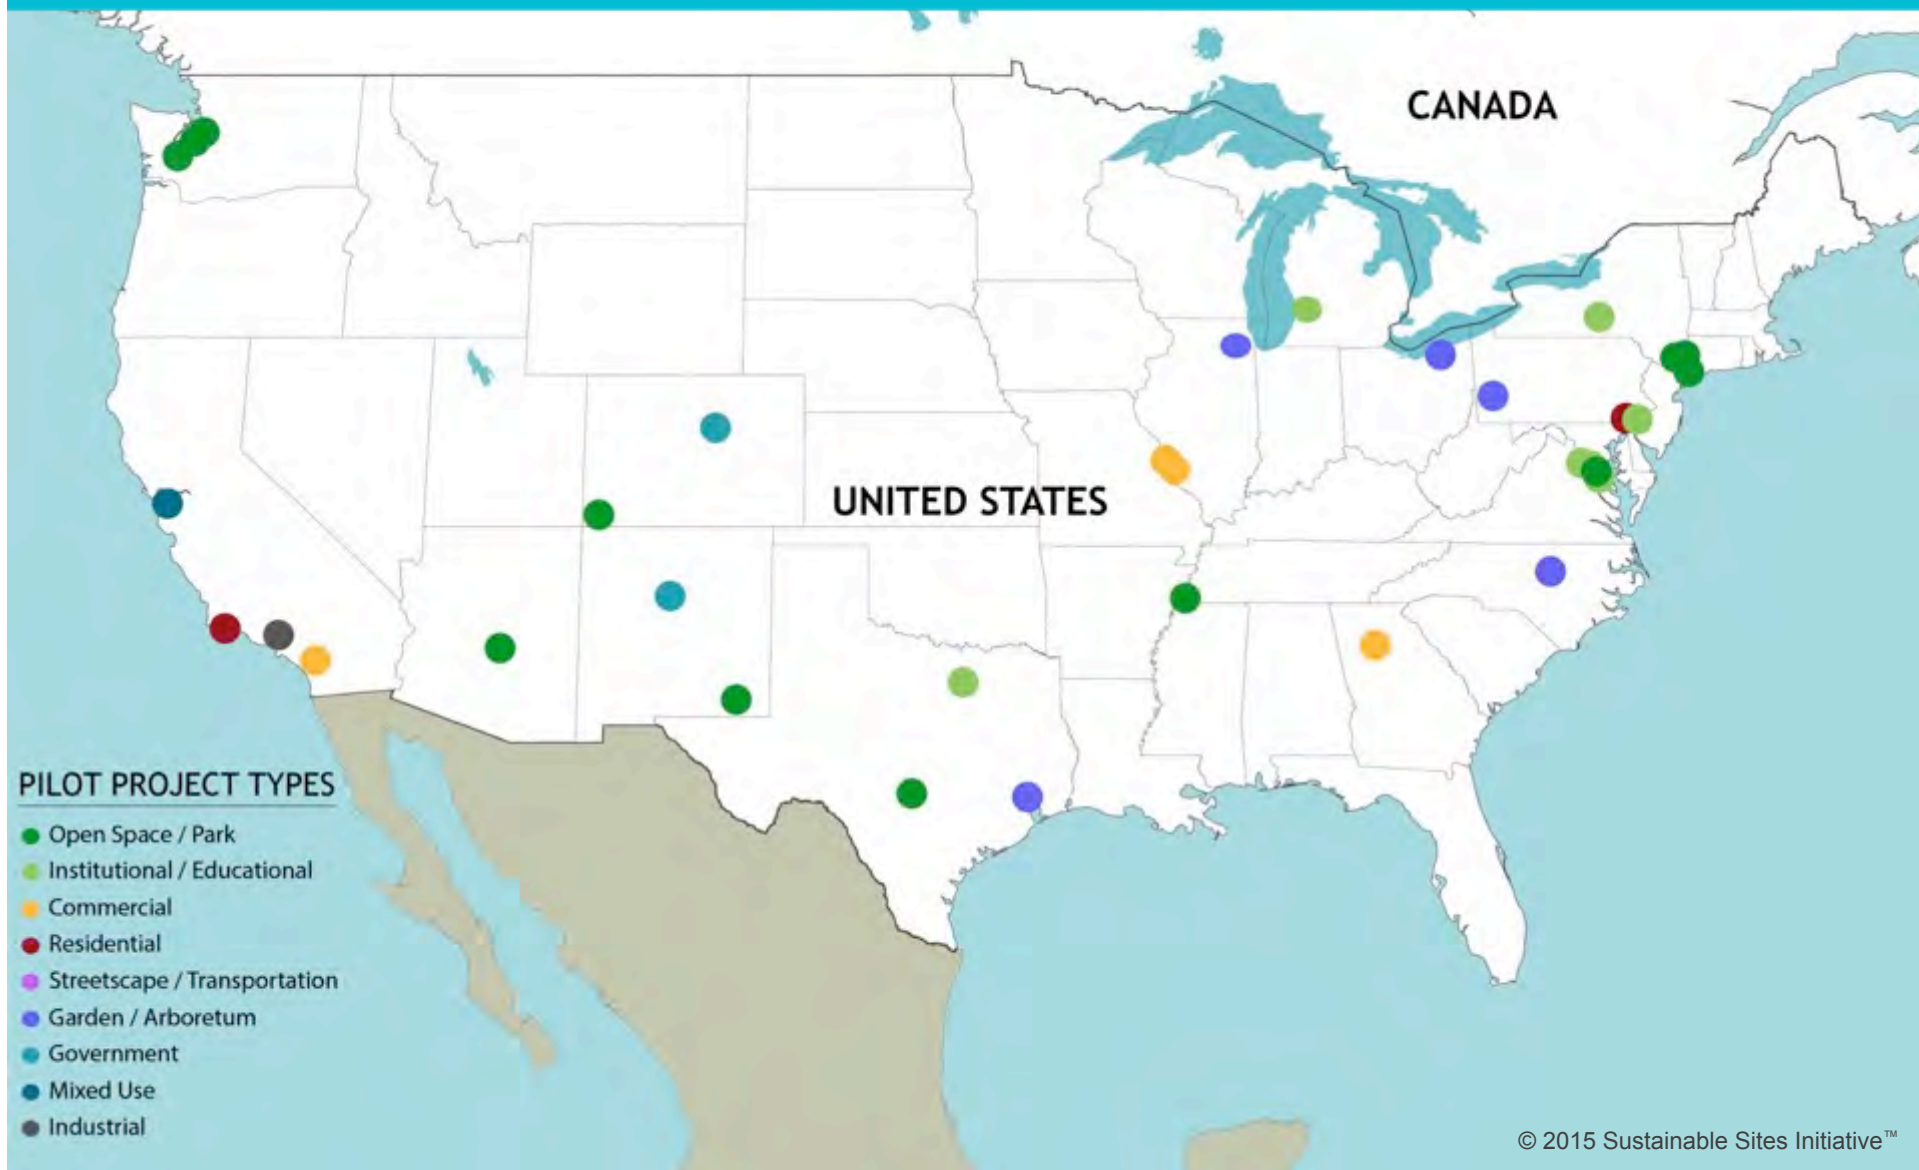 CANADA
UNITED STATES
PILOT PROJECT TYPES
Open Space / Park
Institutional / Educational
Commercial
Residential
Streetscape / Transportation
Garden / Arboretum
Government
Mixed Use
Industrial
© 2015 Sustainable Sites Initiative™